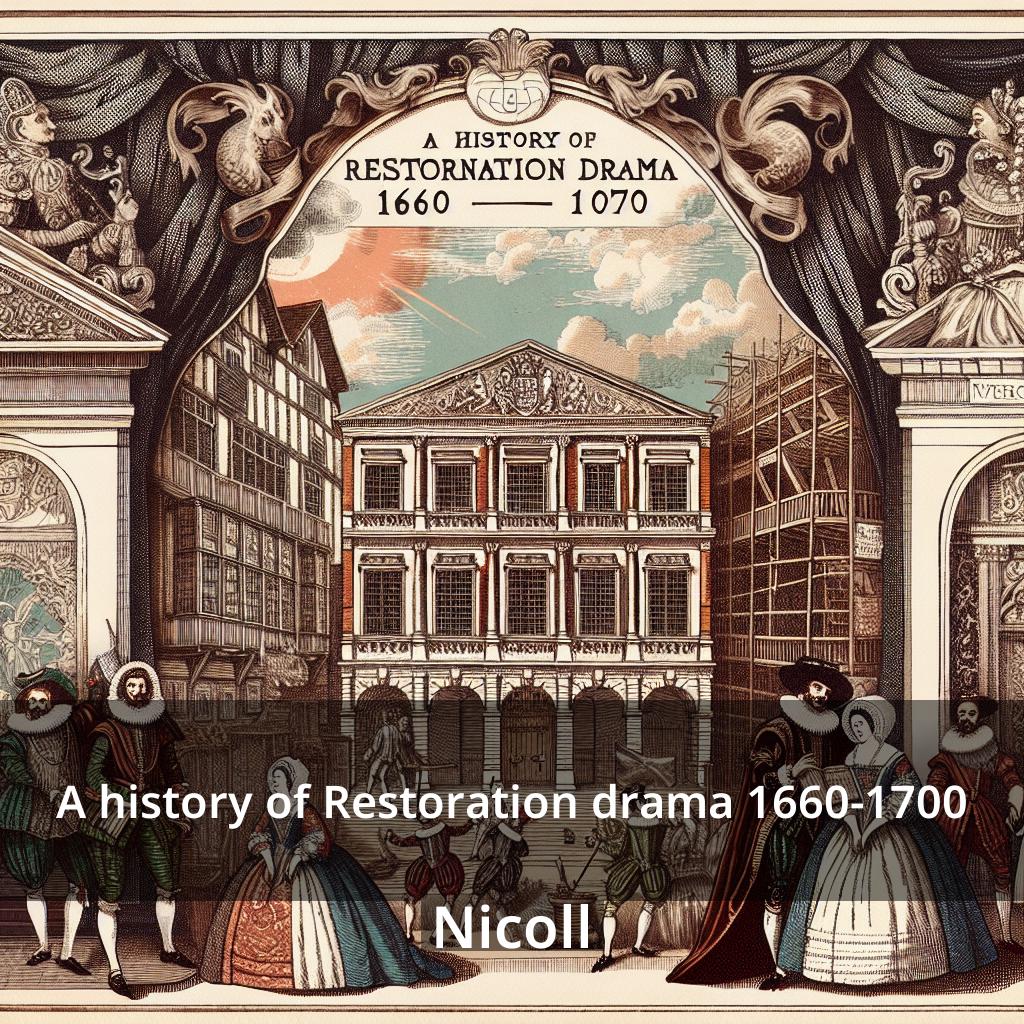 A HISTORY OF
RESTORNATION DRAMA
1660 — 1070
A history of Restoration drama 1660-1700
Nicoll